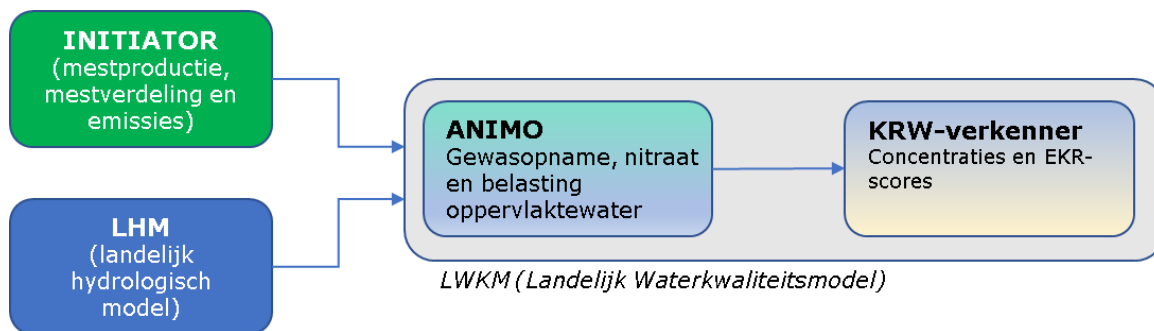 INITIATOR
(mestproductie,
mestverdeling en
emissies)
LHM
(landelijk
hydrologisch
model)
ANIMO
Gewasopname, nitraat
en belasting
oppervlaktewater
KRW-verkenner
Concentraties en EKR-
scores
LWKM (Landelijk Waterkwaliteitsmodel)